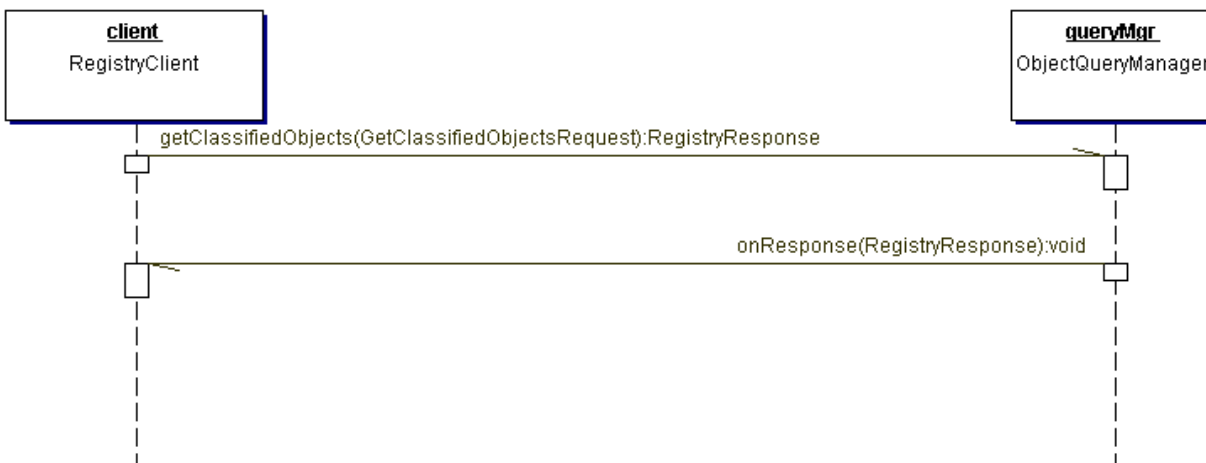 client
queryMgr
RegistryClient
ObjectQueryManager
getClassifiedObjects(GetClassifiedObjectsRequest):RegistryResponse
onResponse(RegistryResponse):void